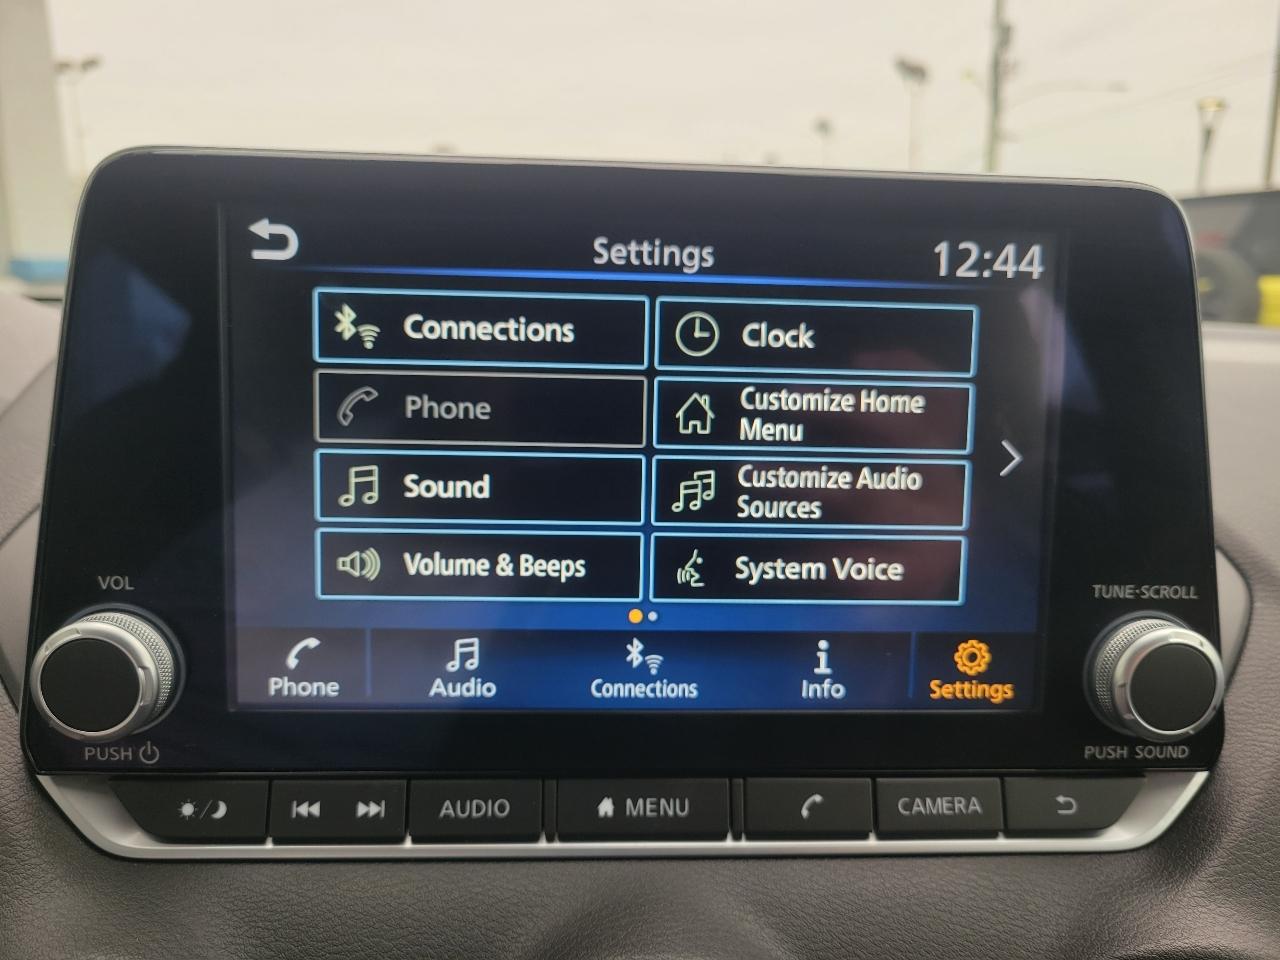 Settings
12:44
Connections
Clock
Phone
Customize Home
Menu
Sound
Customize Audio
Sources
Volume & Beeps
System Voice
VOL
TUNE·SCROLL
Phone
Audio
Connections
Info
Settings
PUSH
PUSH SOUND
AUDIO
MENU
CAMERA